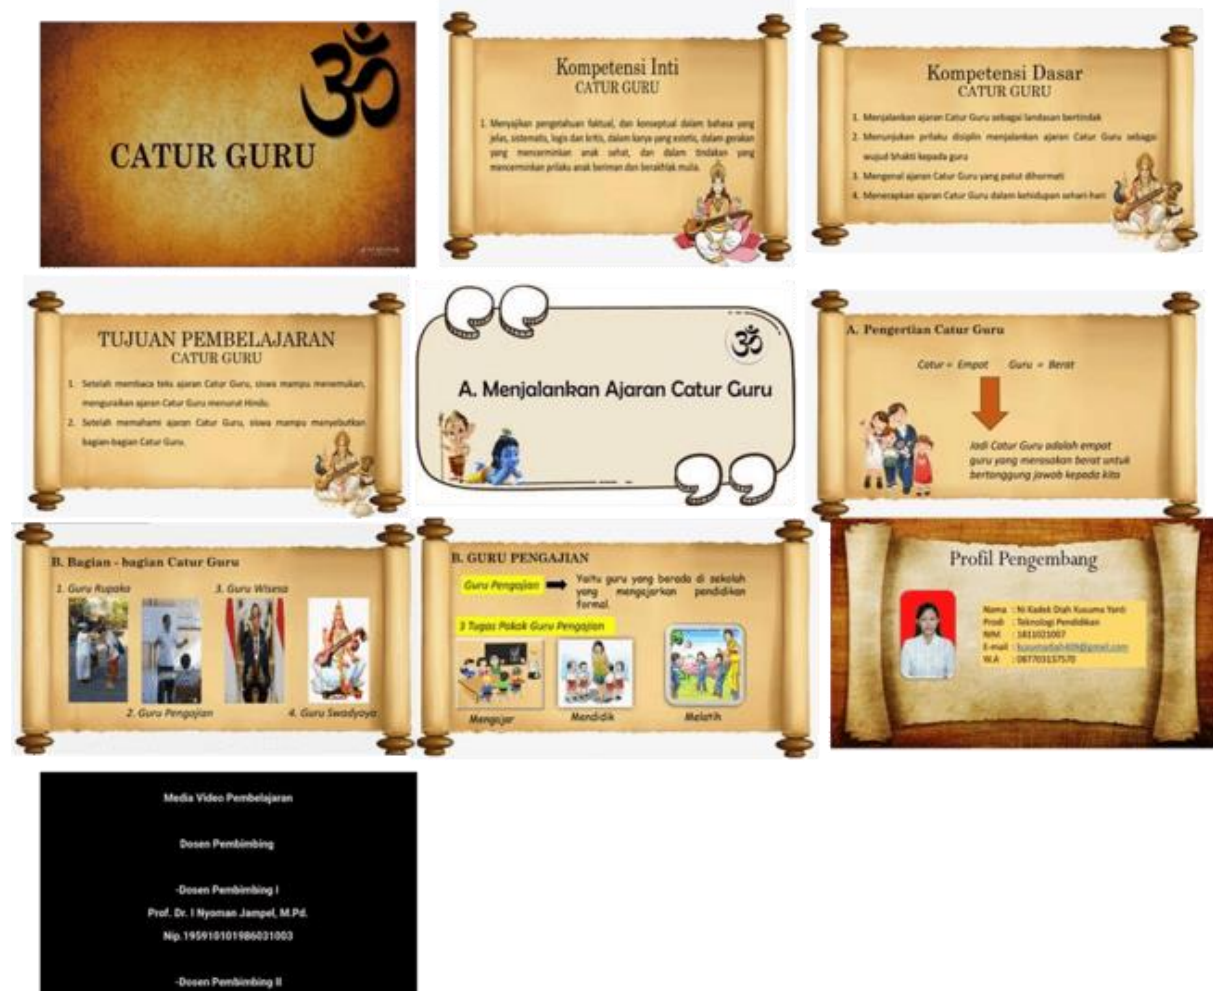 CATUR GURU
Kompetensi Inti
CATUR GURU
1. Menyajikan pengetahuan faktual, dan konseptual dalam bahasa yang
jelas, sistematis, logis dan kritis, dalam karya yang estetis, dalam gerakan
yang mencerminkan anak sehat, dan dalam tindakan yang
mencerminkan prilaku anak beriman dan berakhlak mulia.
Kompetensi Dasar
CATUR GURU
1. Menjalankan ajaran Catur Guru sebagai landasan bertindak
2. Menunjukan prilaku disiplin menjalankan ajaran Catur Guru sebagai
wujud bhakti kepada guru
3. Mengenal ajaran Catur Guru yang patut dihormati
4. Menerapkan ajaran Catur Guru dalam kehidupan sehari-hari
TUJUAN PEMBELAJARAN
CATUR GURU
1. Setelah membaca teks ajaran Catur Guru, siswa mampu menemukan,
menguraikan ajaran Catur Guru menurut Hindu.
2. Setelah memahami ajaran Catur Guru, siswa mampu menyebutkan
bagian-bagian Catur Guru.
ॐ
A. Menjalankan Ajaran Catur Guru
A. Pengertian Catur Guru
Catur = Empat Guru = Berat
Jadi Catur Guru adalah empat
guru yang merasakan berat untuk
bertanggung jawab kepada kita
B. Bagian - bagian Catur Guru
1. Guru Rupaka 3. Guru Wisesa
2. Guru Pengajian 4. Guru Swadyaya
B. GURU PENGAJIAN
Guru Pengajian Yaitu guru yang berada di sekolah
yang mengajarkan pendidikan
formal.
3 Tugas Pokok Guru Pengajian
Mengajar Mendidik Melatih
Profil Pengembang
Nama : Ni Kadek Diah Kusuma Yanti
Prodi : Teknologi Pendidikan
NIM : 1811021007
E-mail :
W.A : 087703137570
Media Video Pembelajaran
Dosen Pembimbing
-Dosen Pembimbing I
Prof. Dr. I Nyoman Jampel, M.Pd.
Nip.195910101986031003
-Dosen Pembimbing II